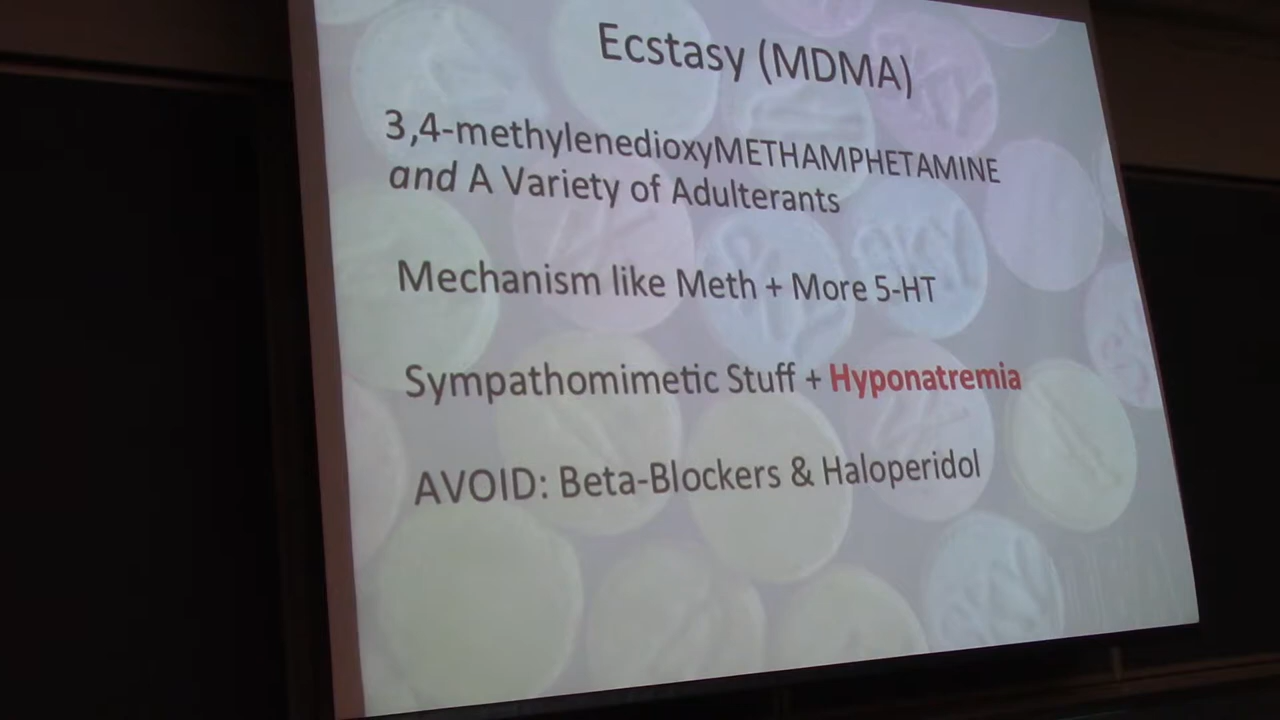 Ecstasy (MDMA)
3,4-methylenedioxyMETHAMPHETAMINE
and A Variety of Adulterants
Mechanism like Meth + More 5-HT
Sympathomimetic Stuff + Hyponatremia
AVOID: Beta-Blockers & Haloperidol